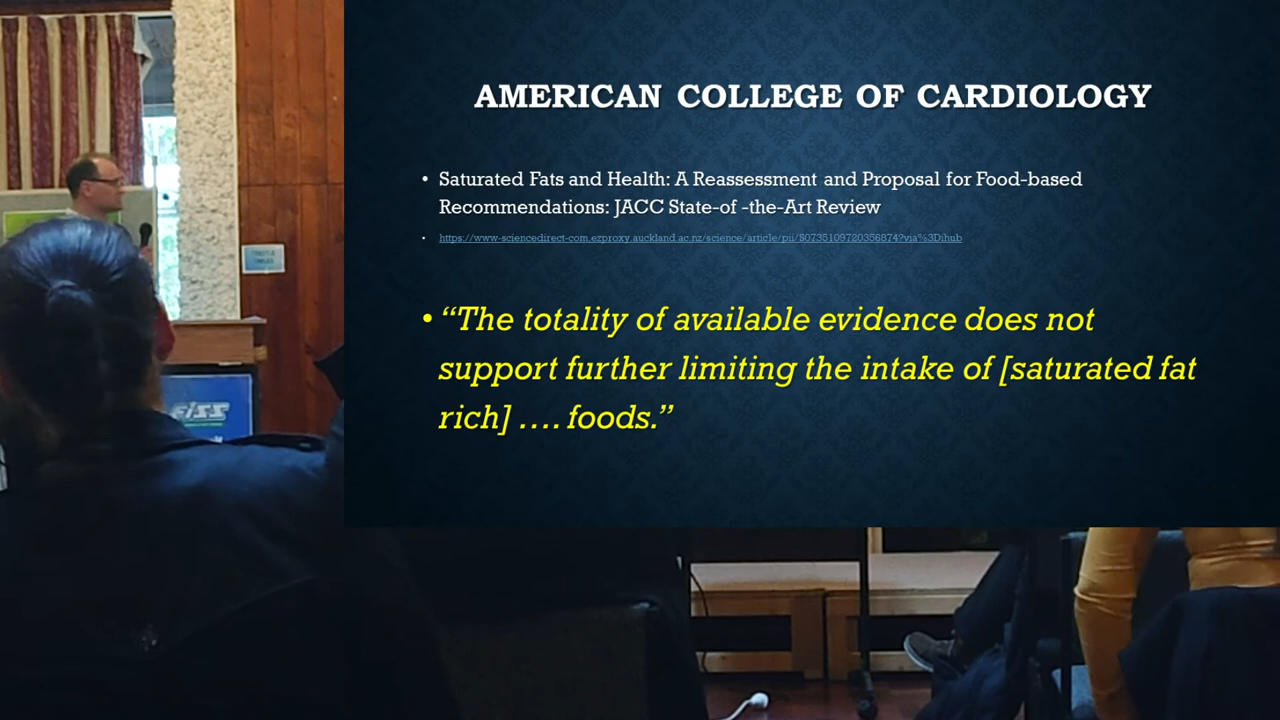 AMERICAN COLLEGE OF CARDIOLOGY
• Saturated Fats and Health: A Reassessment and Proposal for Food-based
Recommendations: JACC State-of -the-Art Review
• https://www-sciencedirect-com.ezproxy.auckland.ac.nz/science/article/pii/S0735109720356874?via%3Dihub
• “The totality of available evidence does not
support further limiting the intake of [saturated fat
rich] …. foods.”